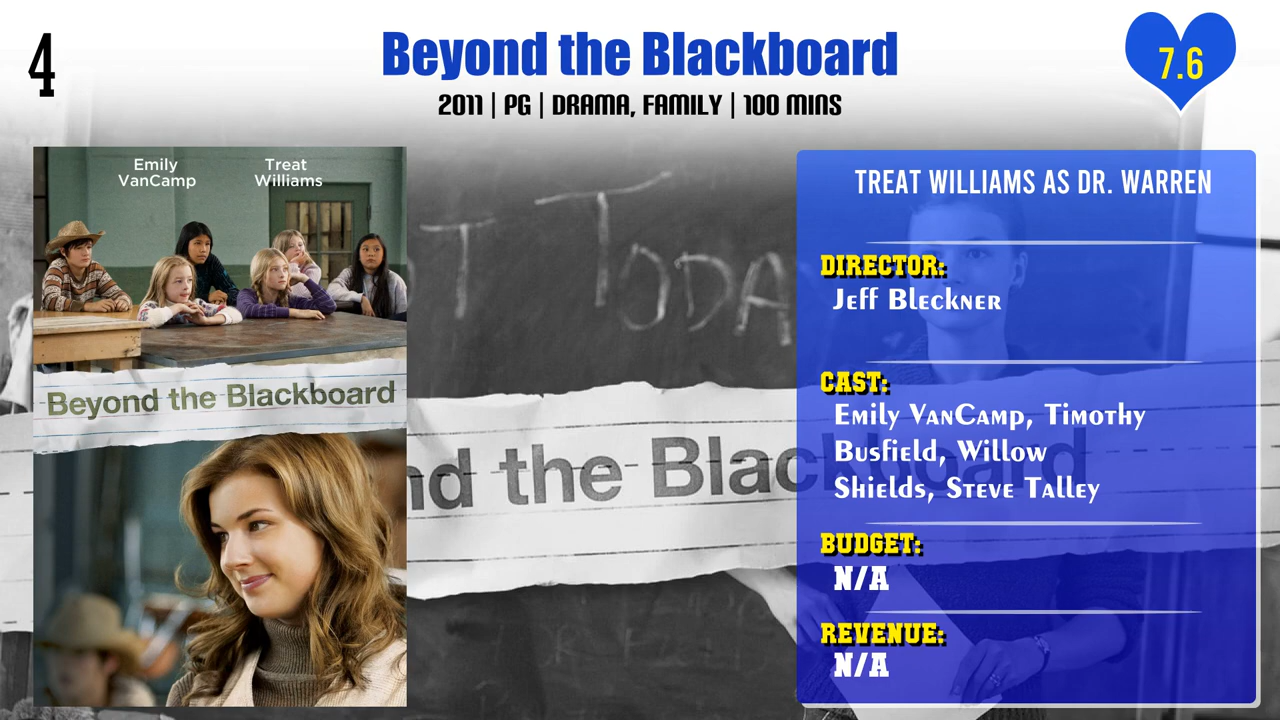 4
Beyond the Blackboard
2011 | PG | DRAMA, FAMILY | 100 MINS
7.6
Emily VanCamp
Treat Williams
Beyond the Blackboard
T TODA
nd the Blackboard
TREAT WILLIAMS AS DR. WARREN
DIRECTOR:
Jeff Bleckner
CAST:
Emily VanCamp, Timothy
Busfield, Willow
Shields, Steve Talley
BUDGET:
N/A
REVENUE:
N/A